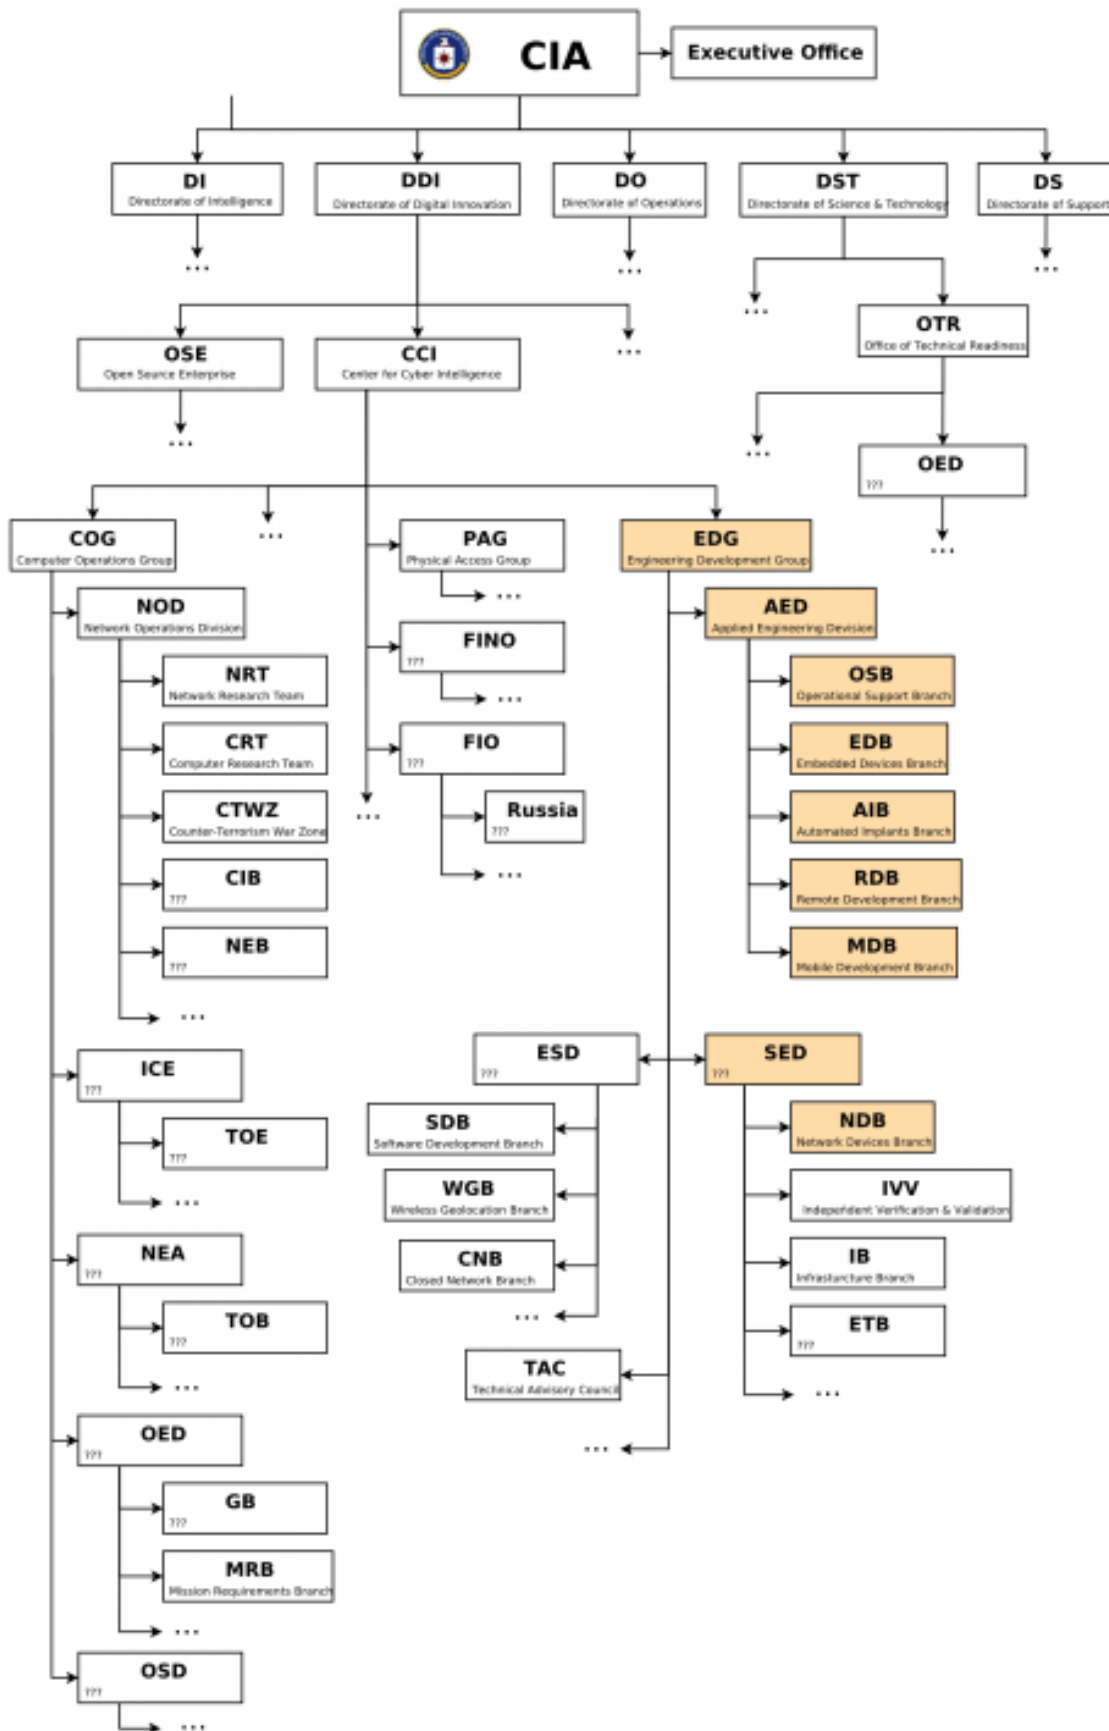 CIA
Executive Office
DI
Directorate of Intelligence
DDI
Directorate of Digital Innovation
DO
Directorate of Operations
DST
Directorate of Science & Technology
DS
Directorate of Support
...
...
...
...
OTR
Office of Technical Readiness
OSE
Open Source Enterprise
CCI
Center for Cyber Intelligence
...
...
...
OED
???
...
COG
Computer Operations Group
...
PAG
Physical Access Group
...
EDG
Engineering Development Group
NOD
Network Operations Division
NRT
Network Research Team
CRT
Computer Research Team
CTWZ
Counter-Terrorism War Zone
CIB
???
NEB
???
...
FINO
???
...
FIO
???
Russia
???
...
...
AED
Applied Engineering Devision
OSB
Operational Support Branch
EDB
Embedded Devices Branch
AIB
Automated Implants Branch
RDB
Remote Development Branch
MDB
Mobile Development Branch
ICE
???
TOE
???
...
NEA
???
TOB
???
...
OED
???
GB
???
MRB
Mission Requirements Branch
...
OSD
???
...
ESD
???
SDB
Software Development Branch
WGB
Wireless Geolocation Branch
CNB
Closed Network Branch
...
TAC
Technical Advisory Council
...
SED
???
NDB
Network Devices Branch
IVV
Independent Verification & Validation
IB
Infrasturcture Branch
ETB
???
...